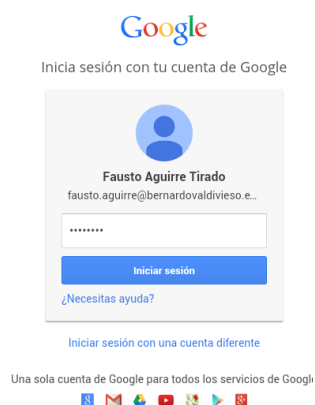 Google
Inicia sesión con tu cuenta de Google
Fausto Aguirre Tirado
fausto.aguirre@bernardovaldivieso.e...
••••••••
Iniciar sesión
¿Necesitas ayuda?
Iniciar sesión con una cuenta diferente
Una sola cuenta de Google para todos los servicios de Google